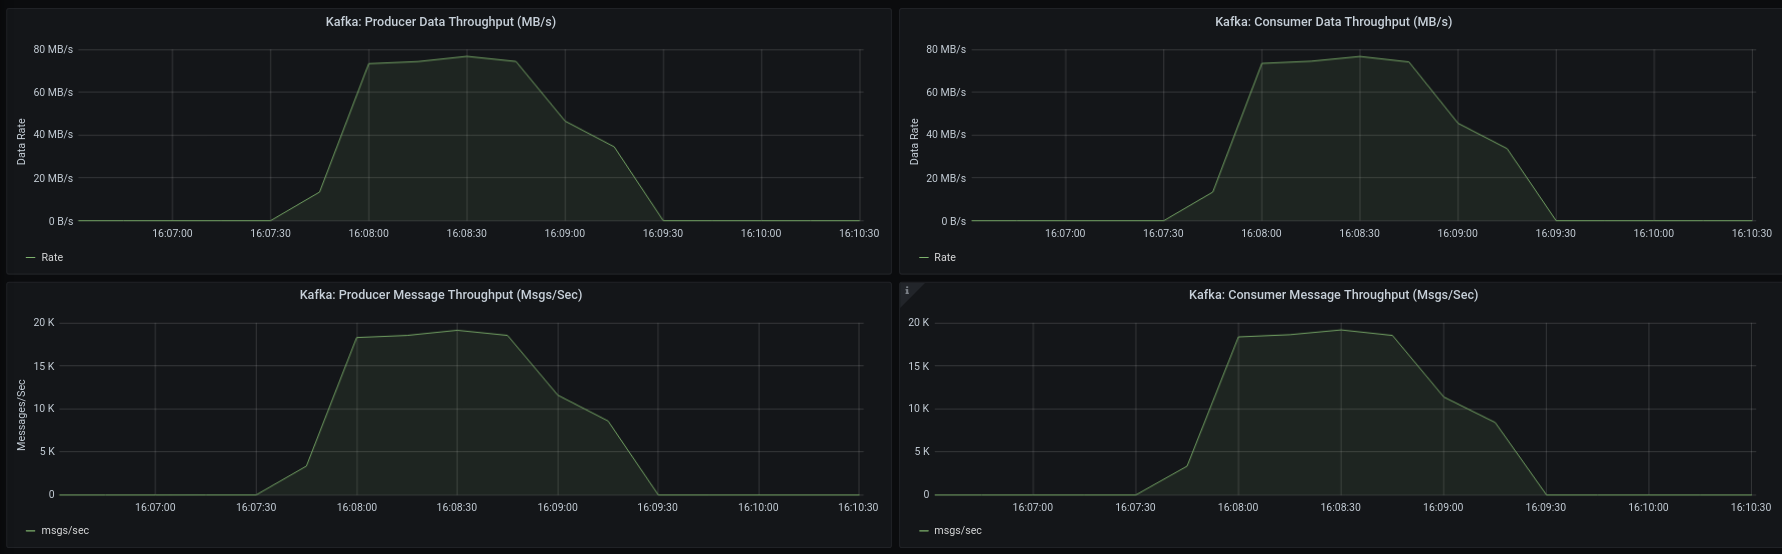 Kafka: Producer Data Throughput (MB/s)
80 MB/s
60 MB/s
40 MB/s
20 MB/s
0 B/s
Data Rate
16:07:00 16:07:30 16:08:00 16:08:30 16:09:00 16:09:30 16:10:00 16:10:30
Rate
Kafka: Consumer Data Throughput (MB/s)
80 MB/s
60 MB/s
40 MB/s
20 MB/s
0 B/s
Data Rate
16:07:00 16:07:30 16:08:00 16:08:30 16:09:00 16:09:30 16:10:00 16:10:30
Rate
Kafka: Producer Message Throughput (Msgs/Sec)
20 K
15 K
10 K
5 K
0
Messages/Sec
16:07:00 16:07:30 16:08:00 16:08:30 16:09:00 16:09:30 16:10:00 16:10:30
msgs/sec
i
Kafka: Consumer Message Throughput (Msgs/Sec)
20 K
15 K
10 K
5 K
0
16:07:00 16:07:30 16:08:00 16:08:30 16:09:00 16:09:30 16:10:00 16:10:30
msgs/sec